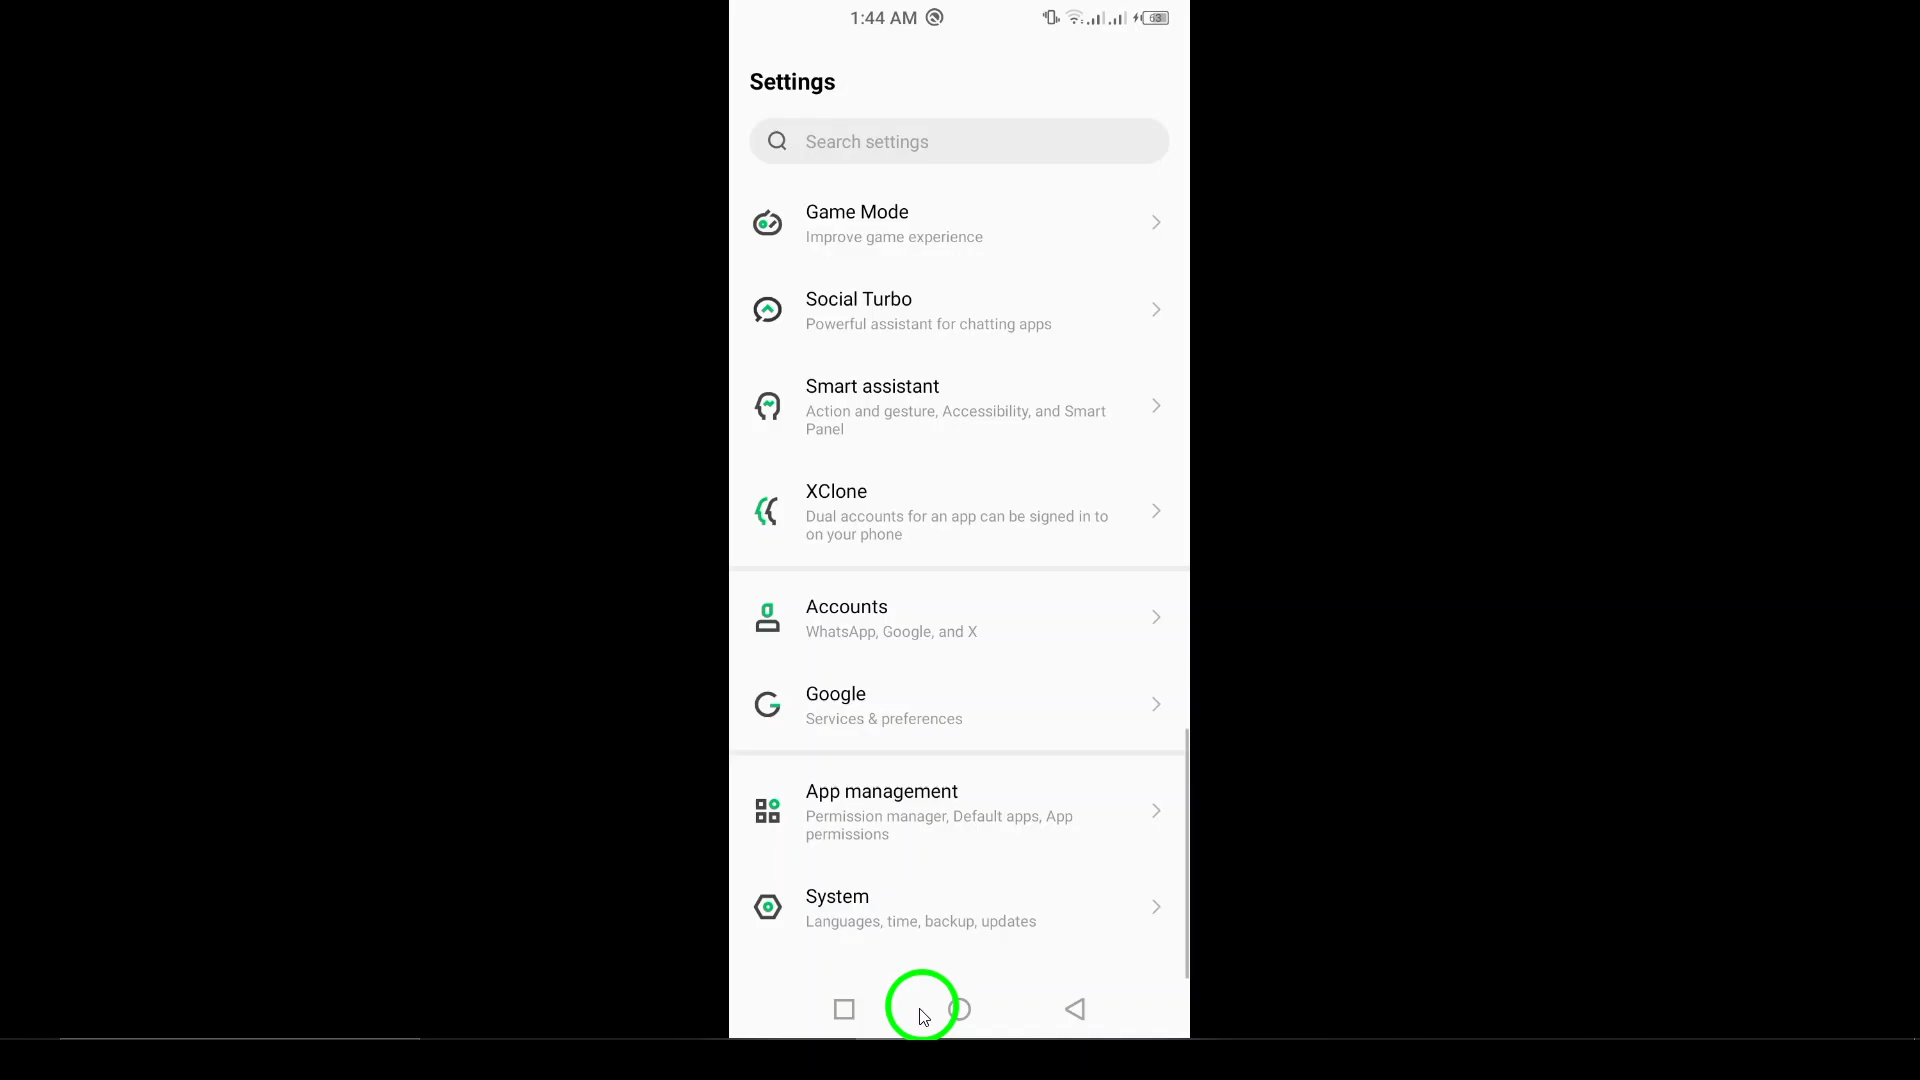 1:44 AM
63
Settings
Search settings
Game Mode
Improve game experience
Social Turbo
Powerful assistant for chatting apps
Smart assistant
Action and gesture, Accessibility, and Smart
Panel
XClone
Dual accounts for an app can be signed in to
on your phone
Accounts
WhatsApp, Google, and X
Google
Services & preferences
App management
Permission manager, Default apps, App
permissions
System
Languages, time, backup, updates